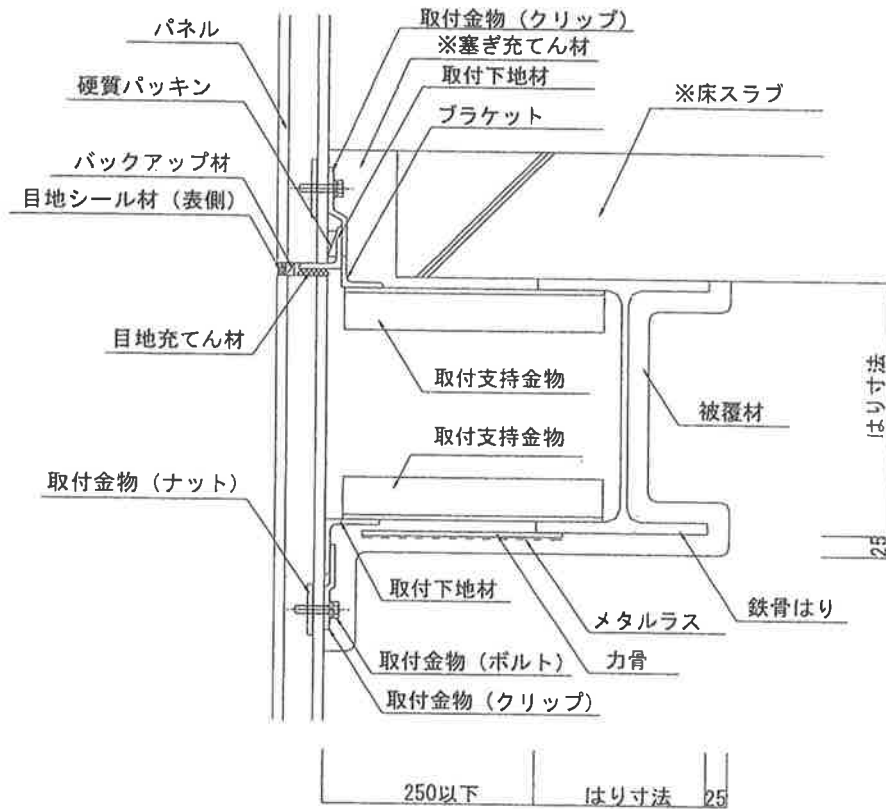 取付金物（クリップ）
パネル
※塞ぎ充てん材
硬質パッキン
取付下地材
※床スラブ
ブラケット
バックアップ材
目地シール材（表側）
目地充てん材
取付支持金物
はり寸法
被覆材
取付支持金物
取付金物（ナット）
25
取付下地材
鉄骨はり
メタルラス
取付金物（ボルト）
力骨
取付金物（クリップ）
250以下
はり寸法
25